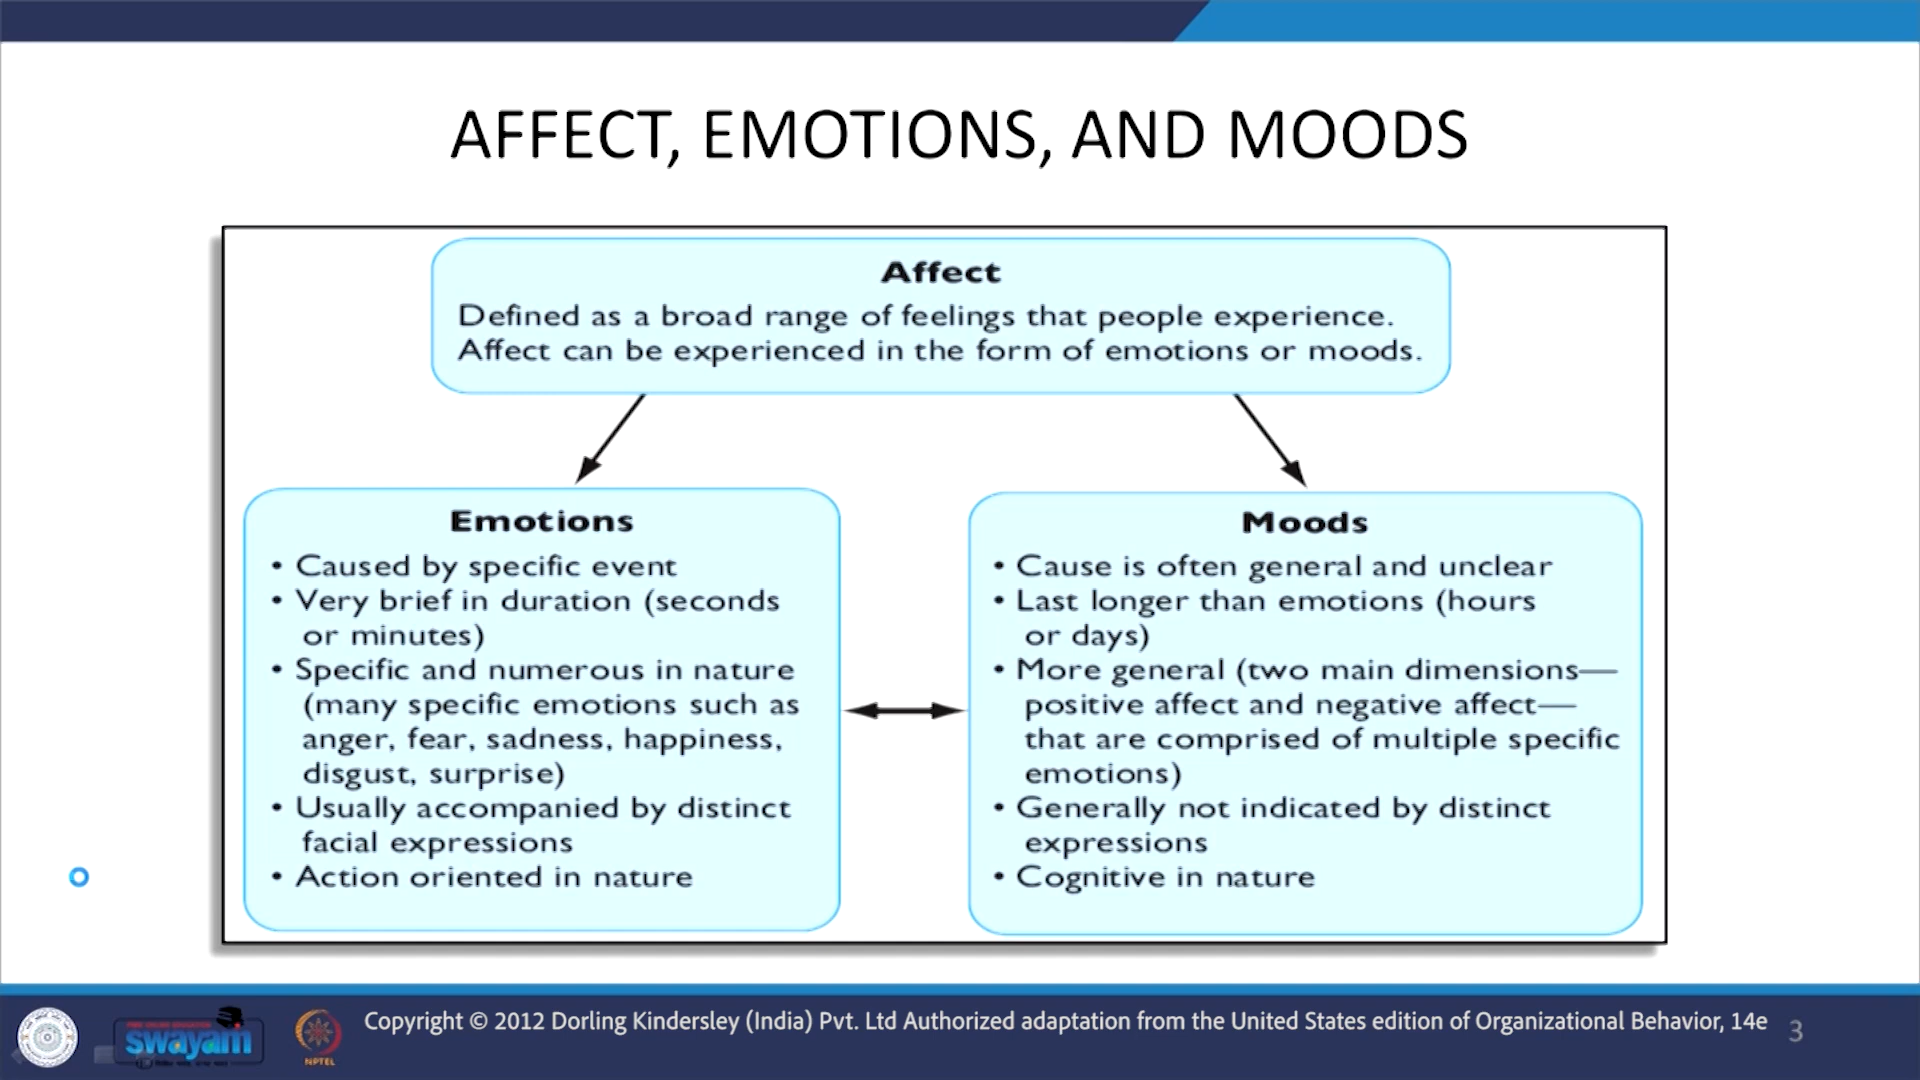 AFFECT, EMOTIONS, AND MOODS
Affect
Defined as a broad range of feelings that people experience.
Affect can be experienced in the form of emotions or moods.
Emotions
• Caused by specific event
• Very brief in duration (seconds
or minutes)
• Specific and numerous in nature
(many specific emotions such as
anger, fear, sadness, happiness,
disgust, surprise)
• Usually accompanied by distinct
facial expressions
• Action oriented in nature
Moods
• Cause is often general and unclear
• Last longer than emotions (hours
or days)
• More general (two main dimensions—
positive affect and negative affect—
that are comprised of multiple specific
emotions)
• Generally not indicated by distinct
expressions
• Cognitive in nature
swayam
NPTEL
Copyright © 2012 Dorling Kindersley (India) Pvt. Ltd Authorized adaptation from the United States edition of Organizational Behavior, 14e
3